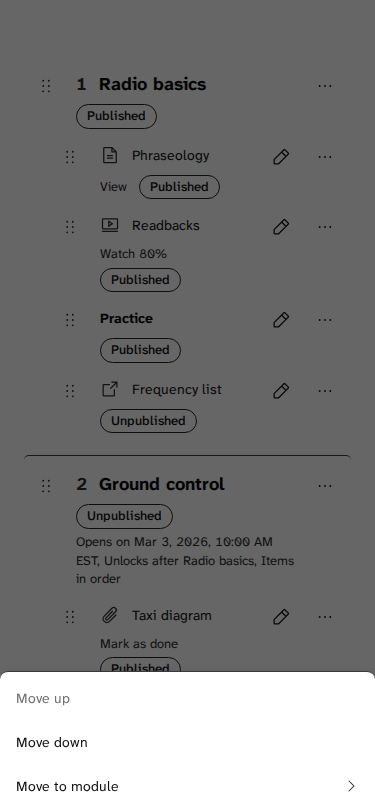 1 Radio basics
Published
Phraseology
View Published
Readbacks
Watch 80%
Published
Practice
Published
Frequency list
Unpublished
2 Ground control
Unpublished
Opens on Mar 3, 2026, 10:00 AM
EST, Unlocks after Radio basics, Items
in order
Taxi diagram
Mark as done
Published
Move up
Move down
Move to module